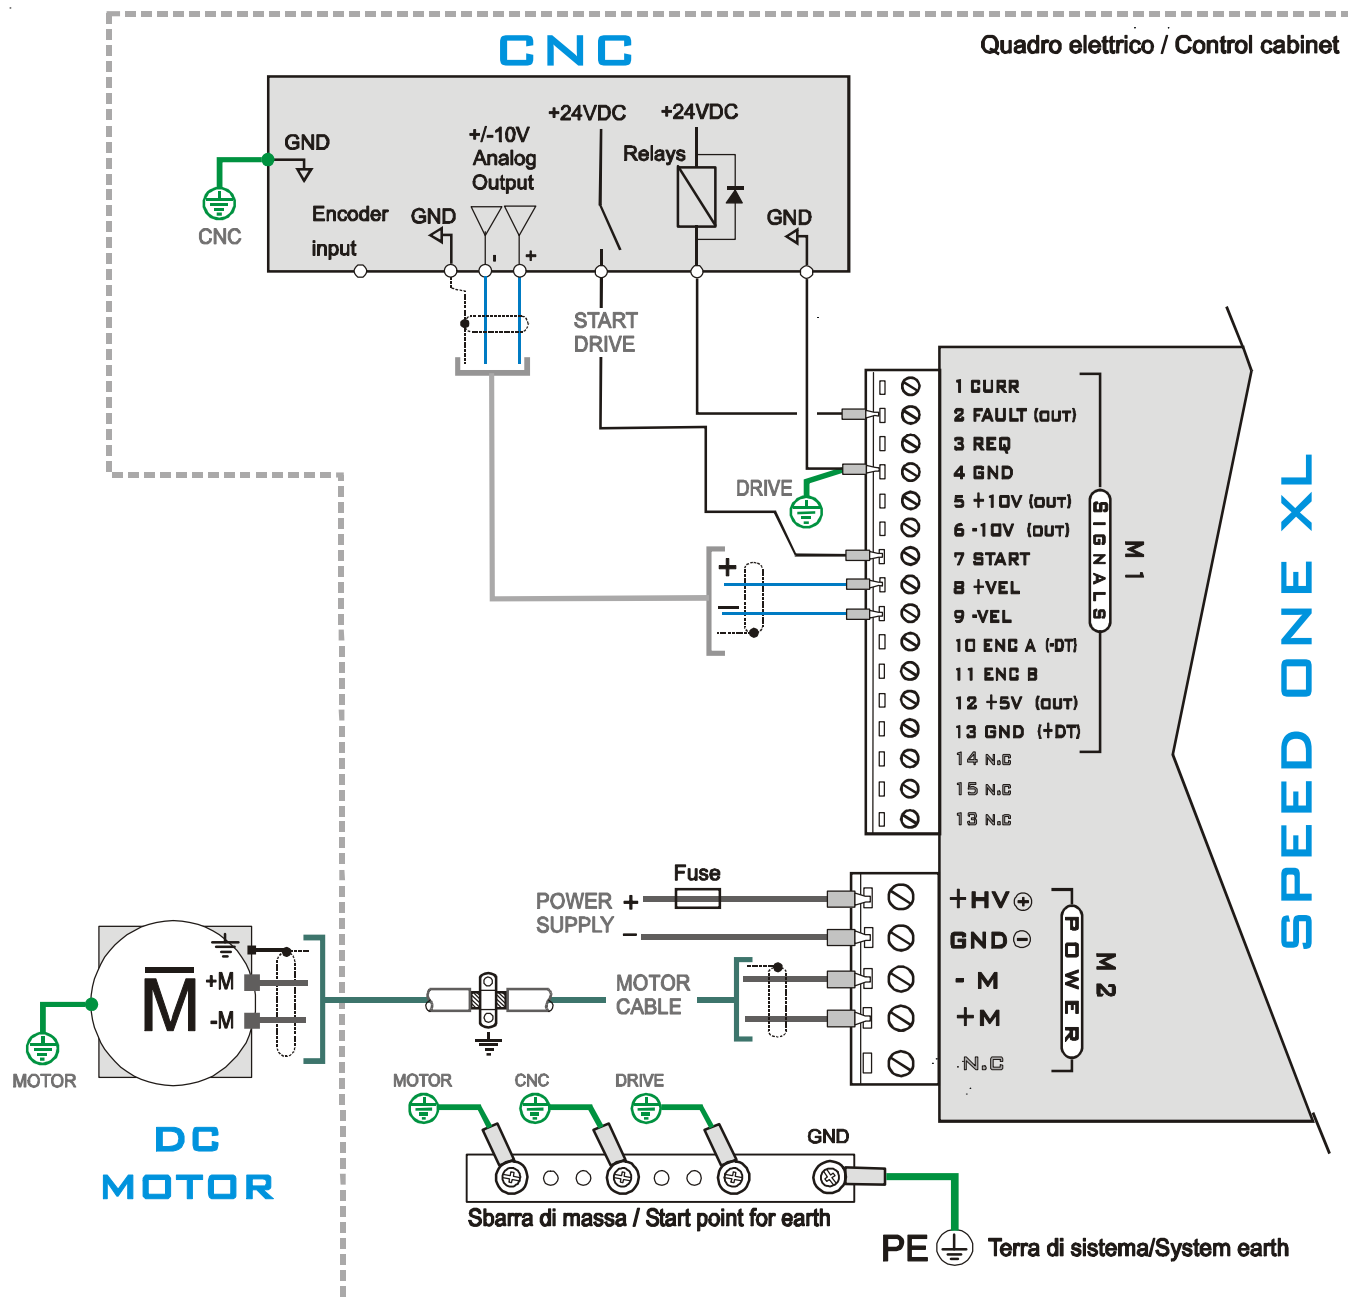 CNC
Quadro elettrico / Control cabinet
+24VDC
+24VDC
+/-10V
Analog
Output
GND
Relays
Encoder
input
GND
GND
CNC
-
+
START
DRIVE
1 CURR
2 FAULT (OUT)
3 REQ
4 GND
5 +10V (OUT)
6 -10V (OUT)
7 START
8 +VEL
9 -VEL
10 ENC A (-DT)
11 ENC B
12 +5V (OUT)
13 GND (+DT)
14 N.C
15 N.C
13 N.C
SIGNALS
M 1
SPEED ONE XL
DRIVE
+
-
Fuse
POWER
SUPPLY
+
-
+HV +
GND -
- M
+M
N.C
POWER
M 2
MOTOR
CABLE
M
+M
-M
MOTOR
DC
MOTOR
MOTOR
CNC
DRIVE
GND
Sbarra di massa / Start point for earth
PE
Terra di sistema/System earth